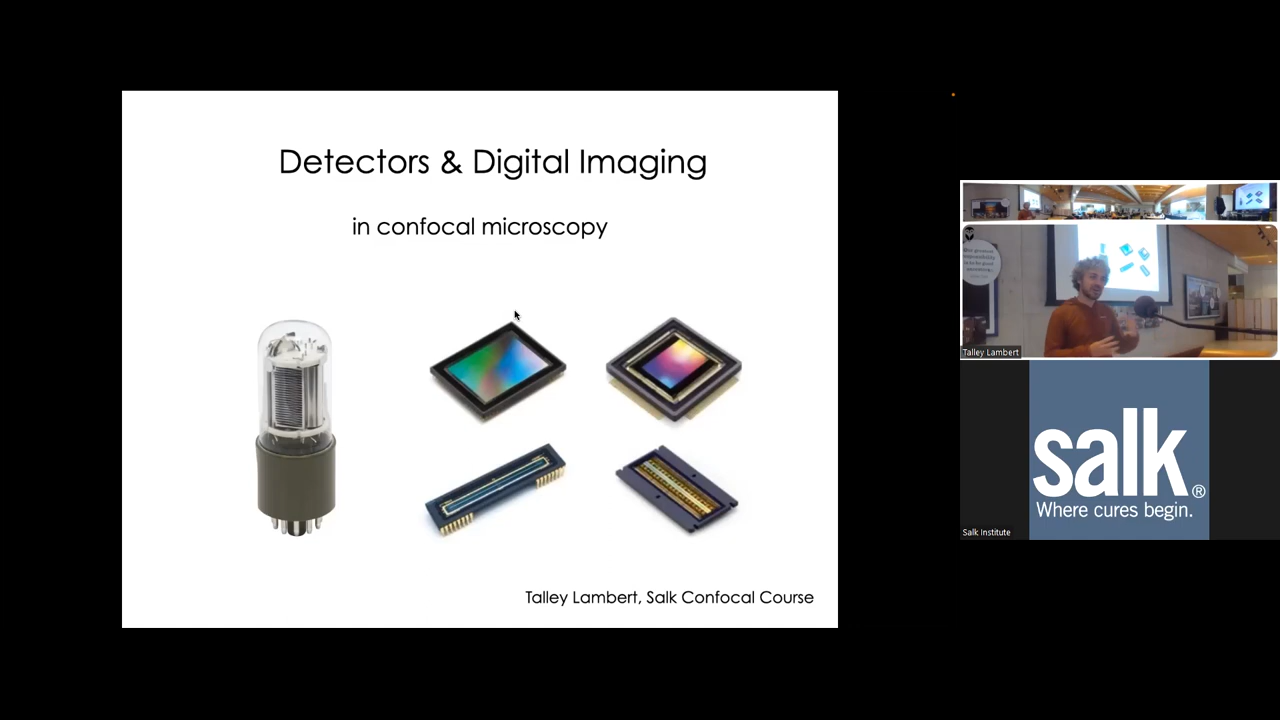 Detectors & Digital Imaging
in confocal microscopy
Talley Lambert, Salk Confocal Course
Talley Lambert
salk®
Where cures begin.
Salk Institute